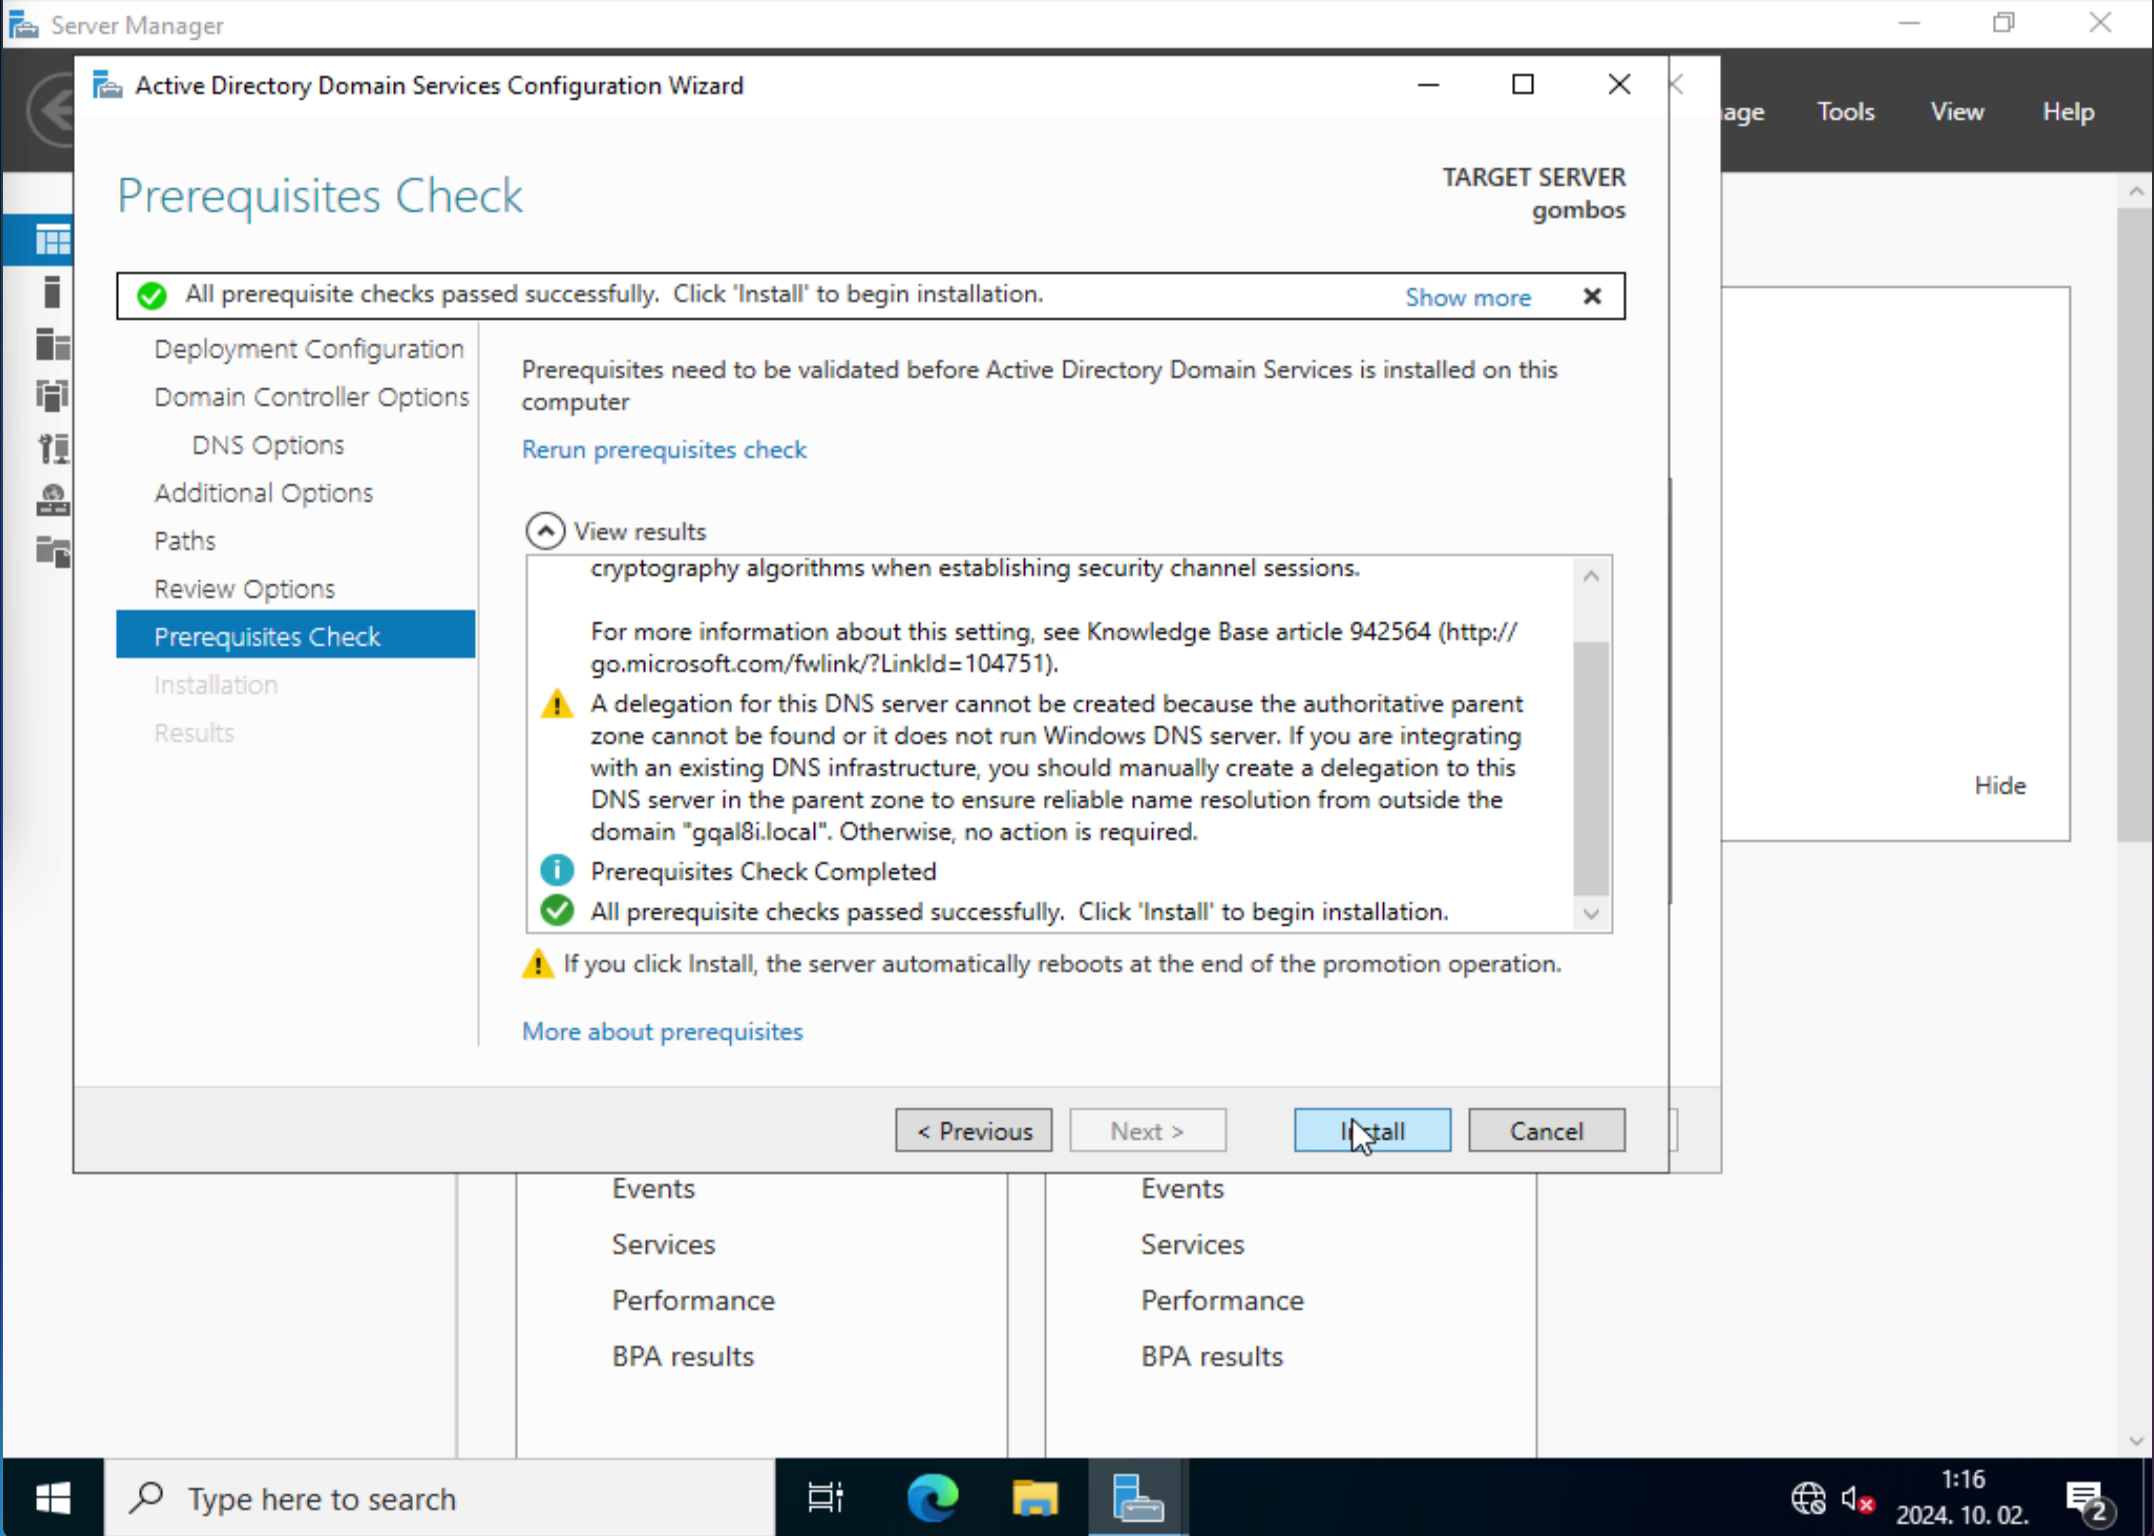 Server Manager
Active Directory Domain Services Configuration Wizard
age
Tools
View
Help
Prerequisites Check
TARGET SERVER
gombos
All prerequisite checks passed successfully.  Click 'Install' to begin installation.
Show more
Deployment Configuration
Domain Controller Options
DNS Options
Additional Options
Paths
Review Options
Prerequisites Check
Installation
Results
Prerequisites need to be validated before Active Directory Domain Services is installed on this
computer
Rerun prerequisites check
View results
cryptography algorithms when establishing security channel sessions.
For more information about this setting, see Knowledge Base article 942564 (http://
go.microsoft.com/fwlink/?LinkId=104751).
A delegation for this DNS server cannot be created because the authoritative parent
zone cannot be found or it does not run Windows DNS server. If you are integrating
with an existing DNS infrastructure, you should manually create a delegation to this
DNS server in the parent zone to ensure reliable name resolution from outside the
domain "gqal8i.local". Otherwise, no action is required.
Prerequisites Check Completed
All prerequisite checks passed successfully.  Click 'Install' to begin installation.
If you click Install, the server automatically reboots at the end of the promotion operation.
More about prerequisites
Hide
< Previous
Next >
Install
Cancel
Events
Services
Performance
BPA results
Events
Services
Performance
BPA results
Type here to search
1:16
2024. 10. 02.
2